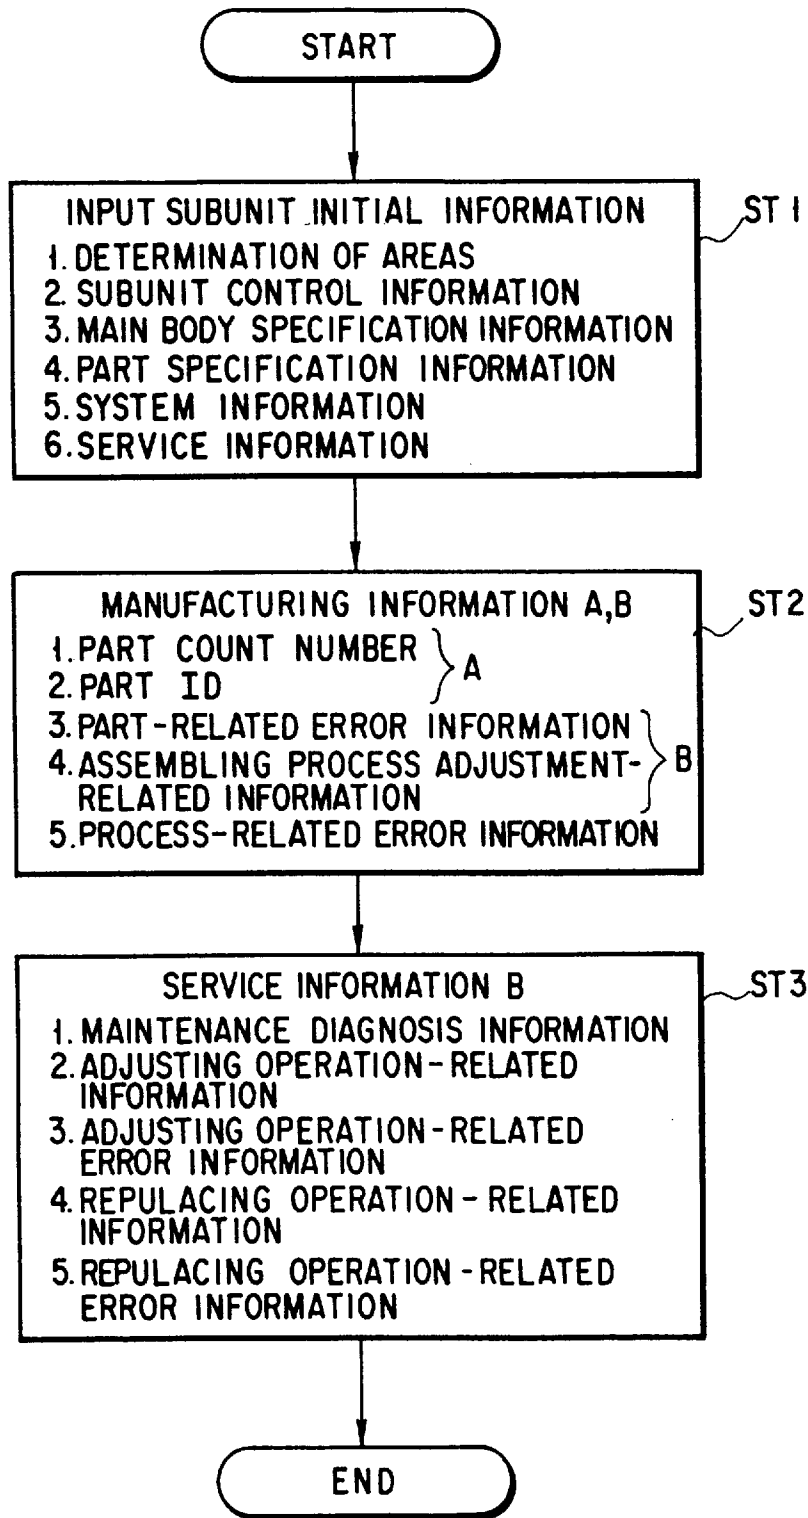 START
INPUT SUBUNIT INITIAL INFORMATION
ST1
1. DETERMINATION OF AREAS
2. SUBUNIT CONTROL INFORMATION
3. MAIN BODY SPECIFICATION INFORMATION
4. PART SPECIFICATION INFORMATION
5. SYSTEM INFORMATION
6. SERVICE INFORMATION
MANUFACTURING INFORMATION A,B
ST2
1. PART COUNT NUMBER
2. PART ID
A
3. PART-RELATED ERROR INFORMATION
4. ASSEMBLING PROCESS ADJUSTMENT-
RELATED INFORMATION
B
5. PROCESS-RELATED ERROR INFORMATION
SERVICE INFORMATION B
ST3
1. MAINTENANCE DIAGNOSIS INFORMATION
2. ADJUSTING OPERATION-RELATED
INFORMATION
3. ADJUSTING OPERATION-RELATED
ERROR INFORMATION
4. REPULACING OPERATION-RELATED
INFORMATION
5. REPULACING OPERATION-RELATED
ERROR INFORMATION
END